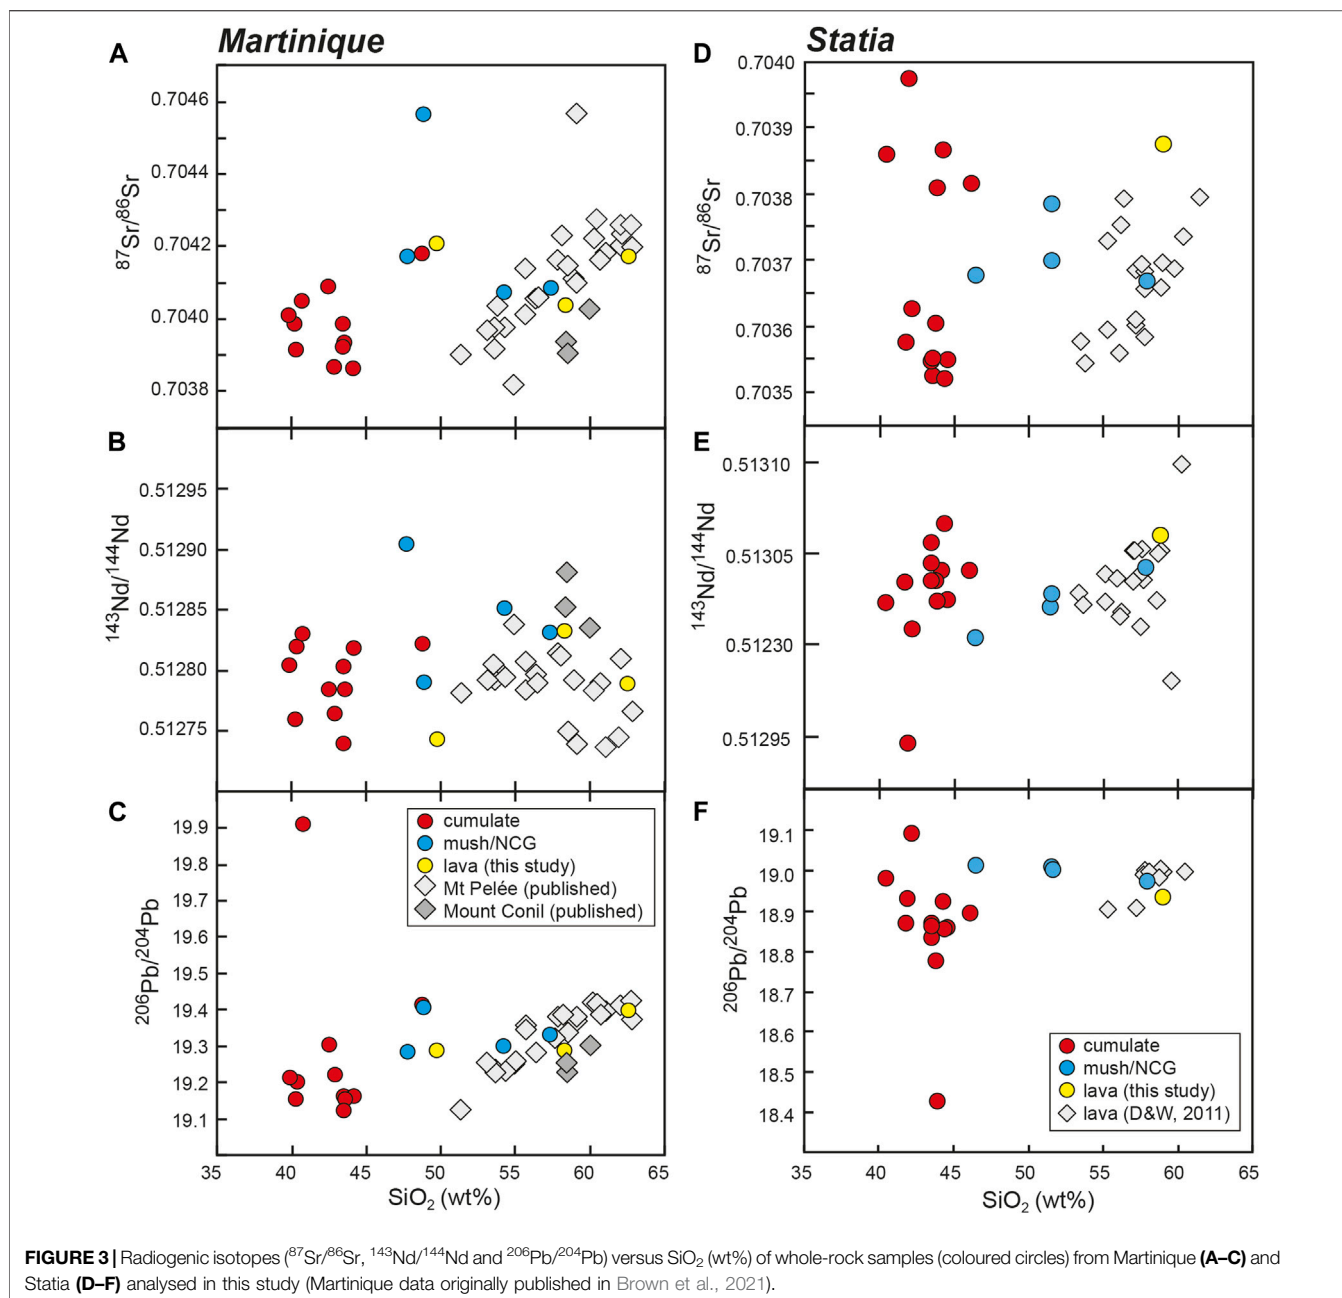 Martinique
A
0.7046
0.7044
0.7042
0.7040
0.7038
87Sr/86Sr
B
0.51295
0.51290
0.51285
0.51280
0.51275
143Nd/144Nd
C
19.9
19.8
19.7
19.6
19.5
19.4
19.3
19.2
19.1
206Pb/204Pb
cumulate
mush/NCG
lava (this study)
Mt Pelée (published)
Mount Conil (published)
35 40 45 50 55 60 65
SiO2 (wt%)
Statia
D
0.7040
0.7039
0.7038
0.7037
0.7036
0.7035
87Sr/86Sr
E
0.51310
0.51305
0.51230
0.51295
143Nd/144Nd
F
19.1
19.0
18.9
18.8
18.7
18.6
18.5
18.4
206Pb/204Pb
cumulate
mush/NCG
lava (this study)
lava (D&W, 2011)
35 40 45 50 55 60 65
SiO2 (wt%)
FIGURE 3 | Radiogenic isotopes (87Sr/86Sr, 143Nd/144Nd and 206Pb/204Pb) versus SiO2 (wt%) of whole-rock samples (coloured circles) from Martinique (A–C) and
Statia (D–F) analysed in this study (Martinique data originally published in Brown et al., 2021).